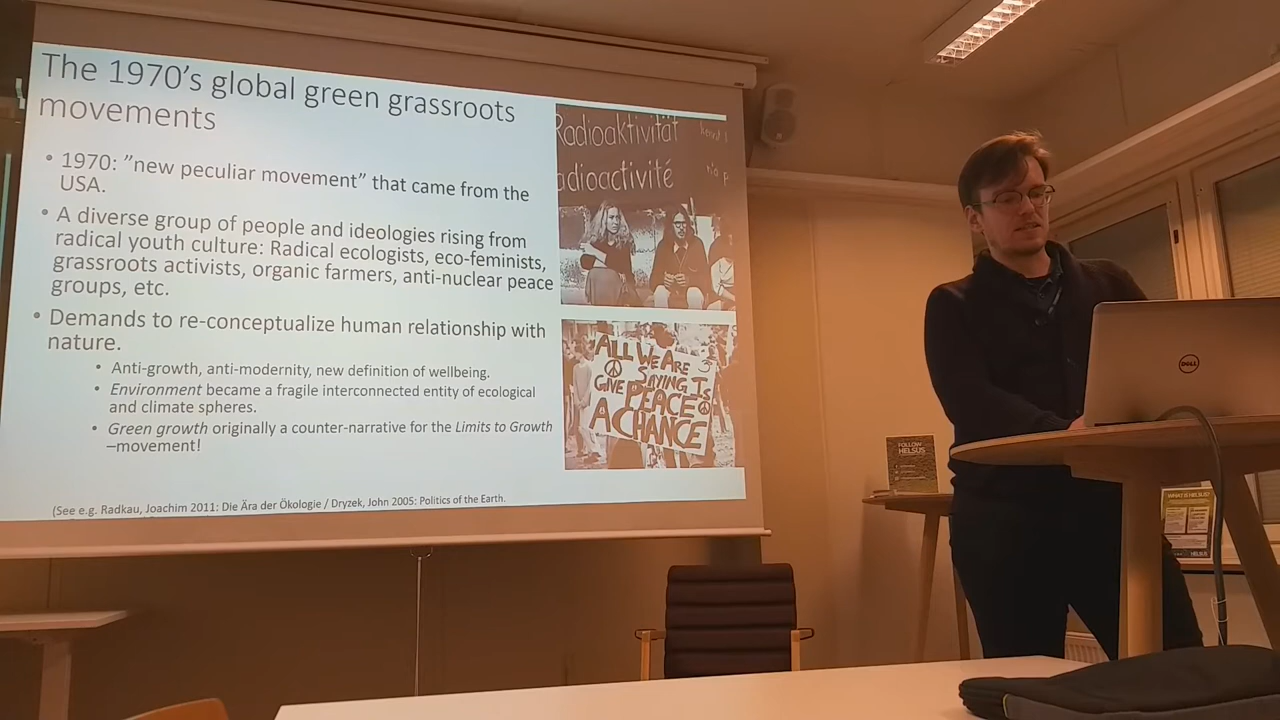 The 1970's global green grassroots
movements
• 1970: ”new peculiar movement” that came from the
USA.
• A diverse group of people and ideologies rising from
radical youth culture: Radical ecologists, eco-feminists,
grassroots activists, organic farmers, anti-nuclear peace
groups, etc.
• Demands to re-conceptualize human relationship with
nature.
• Anti-growth, anti-modernity, new definition of wellbeing.
• Environment became a fragile interconnected entity of ecological
and climate spheres.
• Green growth originally a counter-narrative for the Limits to Growth
–movement!
(See e.g. Radkau, Joachim 2011: Die Ära der Ökologie / Dryzek, John 2005: Politics of the Earth.
Radioaktivität
adioactivité
ALL WE ARE
SAYING IS
GIVE PEACE
A CHANCE
DELL
FOLLOW
HELSUS
WHAT IS HELSUS?
HELSUS